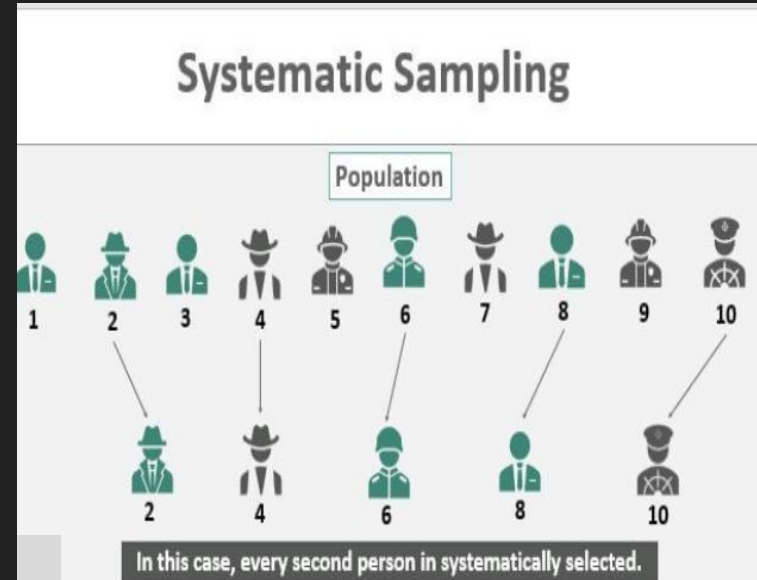 Systematic Sampling
Population
1 2 3 4 5 6 7 8 9 10
2 4 6 8 10
In this case, every second person in systematically selected.